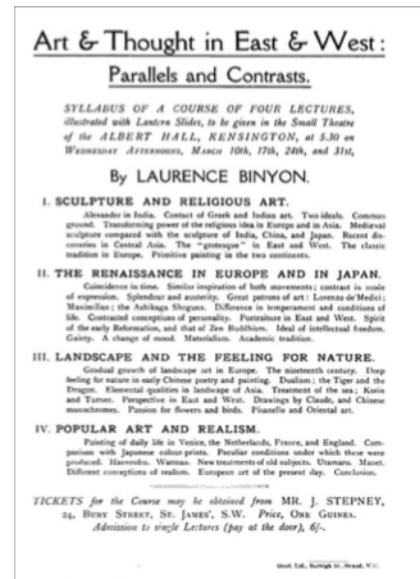 Art & Thought in East & West:
Parallels and Contrasts.
SYLLABUS OF A COURSE OF FOUR LECTURES,
illustrated with Lantern Slides, to be given in the Small Theatre
of the ALBERT HALL, KENSINGTON, at 5.30 on
WEDNESDAY AFTERNOONS, MARCH 10th, 17th, 24th, and 31st,
By LAURENCE BINYON.
I. SCULPTURE AND RELIGIOUS ART.
Alexander in India. Contact of Greek and Indian art. Two ideals. Common
ground. Transforming power of the religious idea in Europe and in Asia. Mediæval
sculpture compared with the sculpture of India, China, and Japan. Recent dis-
coveries in Central Asia. The "grotesque" in East and West. The classic
tradition in Europe. Primitive painting in the two continents.
II. THE RENAISSANCE IN EUROPE AND IN JAPAN.
Coincidence in time. Similar inspiration of both movements; contrast in mode
of expression. Splendour and austerity. Great patrons of art: Lorenzo de'Medici;
Maximilian; the Ashikaga Shoguns. Difference in temperament and conditions of
life. Contrasted conceptions of personality. Portraiture in East and West. Spirit
of the early Reformation, and that of Zen Buddhism. Ideal of intellectual freedom.
Gaiety. A change of mood. Materialism. Academic tradition.
III. LANDSCAPE AND THE FEELING FOR NATURE.
Gradual growth of landscape art in Europe. The nineteenth century. Deep
feeling for nature in early Chinese poetry and painting. Dualism; the Tiger and the
Dragon. Elemental qualities in landscape of Asia. Treatment of the sea; Korin
and Turner. Perspective in East and West. Drawings by Claude, and Chinese
monochromes. Passion for flowers and birds. Pisanello and Oriental art.
IV. POPULAR ART AND REALISM.
Painting of daily life in Venice, the Netherlands, France, and England. Com-
parison with Japanese colour-prints. Peculiar conditions under which these were
produced. Harunobu. Watteau. New treatments of old subjects. Utamaro. Manet.
Different conceptions of realism. European art of the present day. Conclusion.
TICKETS for the Course may be obtained from MR. J. STEPNEY,
24, BURY STREET, ST. JAMES', S.W. Price, ONE GUINEA.
Admission to single Lectures (pay at the door), 6/-.
Ltd., Burleigh St., Strand, W.C.